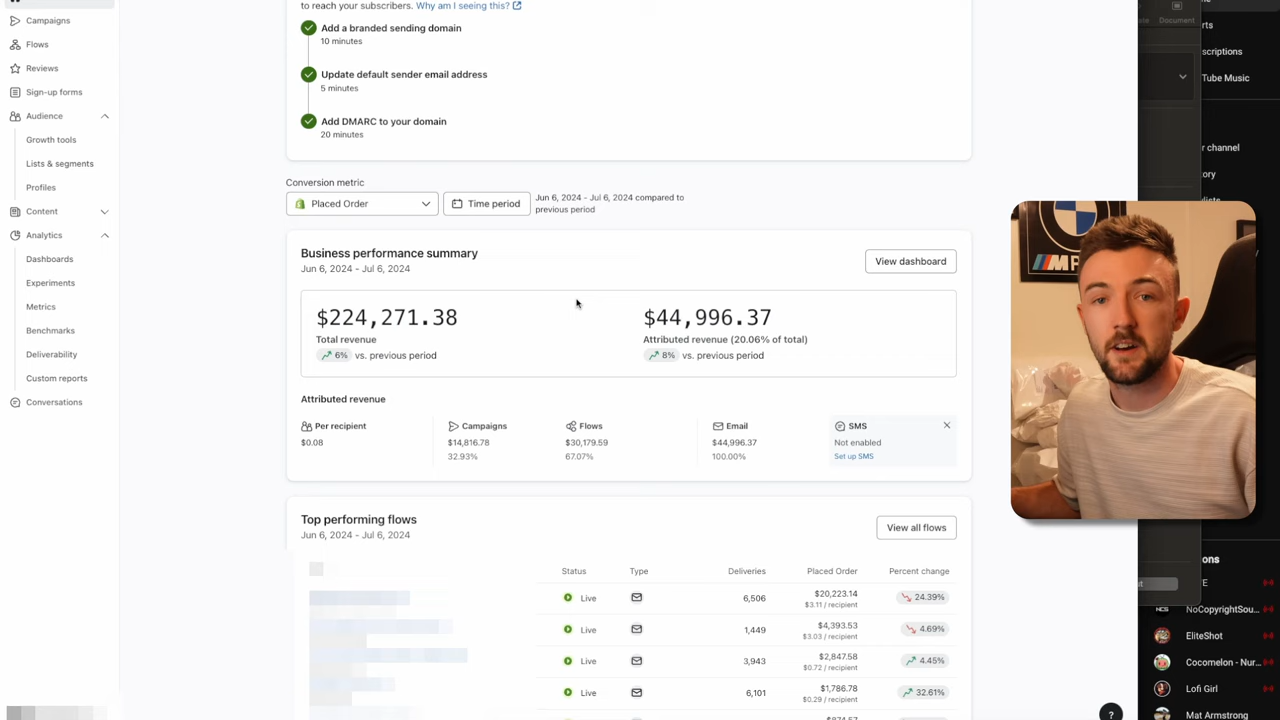 to reach your subscribers. Why am I seeing this?
Add a branded sending domain
10 minutes
Update default sender email address
5 minutes
Add DMARC to your domain
20 minutes
Campaigns
Flows
Reviews
Sign-up forms
Audience
Growth tools
Lists & segments
Profiles
Content
Analytics
Dashboards
Experiments
Metrics
Benchmarks
Deliverability
Custom reports
Conversations
Conversion metric
Placed Order
Time period
Jun 6, 2024 - Jul 6, 2024 compared to
previous period
Business performance summary
Jun 6, 2024 - Jul 6, 2024
View dashboard
$224,271.38
Total revenue
6% vs. previous period
$44,996.37
Attributed revenue (20.06% of total)
8% vs. previous period
Attributed revenue
Per recipient
$0.08
Campaigns
$14,816.78
32.93%
Flows
$30,179.59
67.07%
Email
$44,996.37
100.00%
SMS
Not enabled
Set up SMS
Top performing flows
Jun 6, 2024 - Jul 6, 2024
View all flows
Status Type Deliveries Placed Order Percent change
Live 6,506 $20,223.14 24.39%
$3.11 / recipient
Live 1,449 $4,393.53 4.69%
$3.03 / recipient
Live 3,943 $2,847.58 4.45%
$0.72 / recipient
Live 6,101 $1,786.78 32.61%
$0.29 / recipient
?
Document
rts
scriptions
Tube Music
r channel
ory
ons
TE
NoCopyrightSou...
EliteShot
Cocomelon - Nur...
Lofi Girl
Mat Armstrong